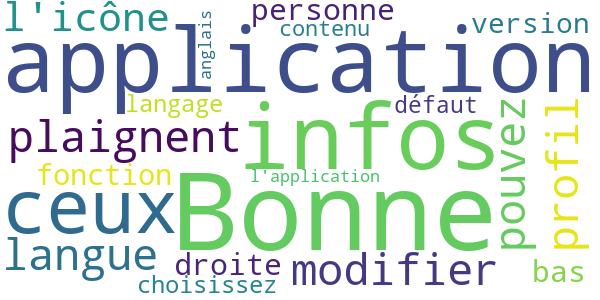 l'icône
personne
anglais
contenu
version
application
langage
défaut
plaignent
infos
pouvez
profil
fonction
l'application
ceux
Bonne
langue
droite
modifier
bas
choisissez